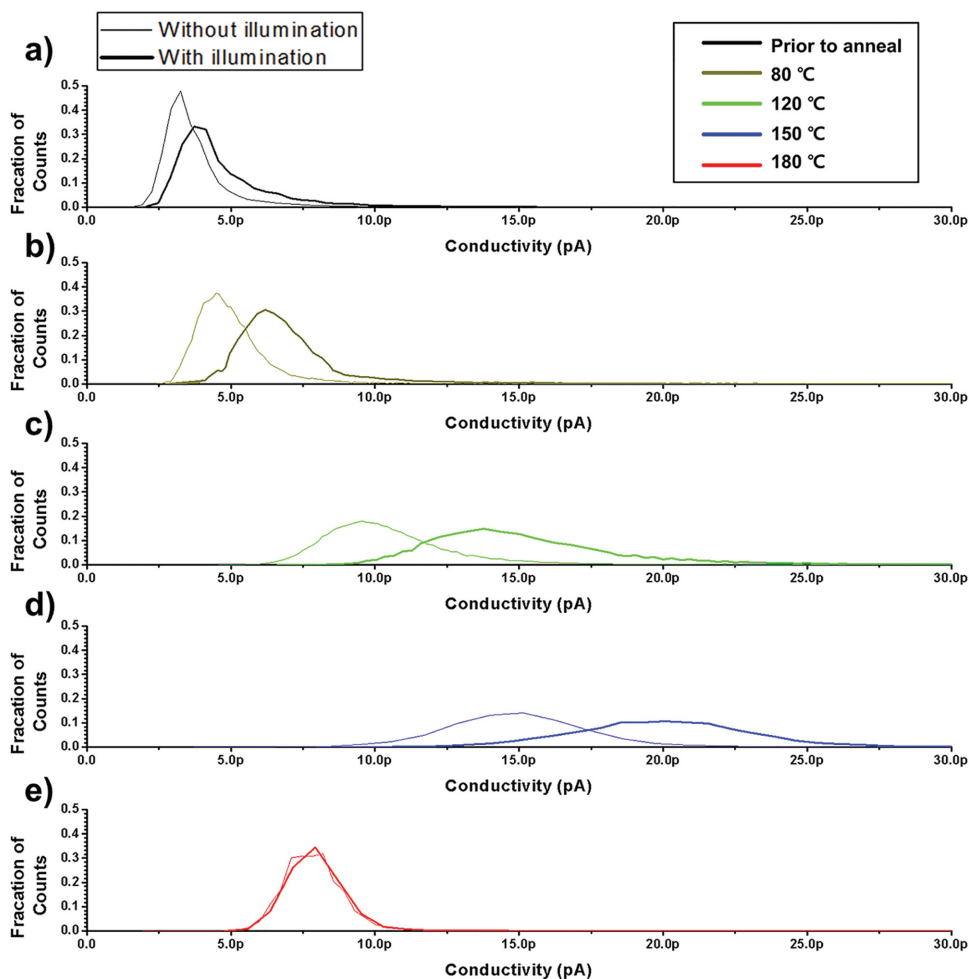 a)
Without illumination
With illumination
Prior to anneal
80 ℃
120 ℃
150 ℃
180 ℃
Fracation of
Counts
0.5
0.4
0.3
0.2
0.1
0.0
0.0 5.0p 10.0p 15.0p 20.0p 25.0p 30.0p
Conductivity (pA)
b)
Fracation of
Counts
0.5
0.4
0.3
0.2
0.1
0.0
0.0 5.0p 10.0p 15.0p 20.0p 25.0p 30.0p
Conductivity (pA)
c)
Fracation of
Counts
0.5
0.4
0.3
0.2
0.1
0.0
0.0 5.0p 10.0p 15.0p 20.0p 25.0p 30.0p
Conductivity (pA)
d)
Fracation of
Counts
0.5
0.4
0.3
0.2
0.1
0.0
0.0 5.0p 10.0p 15.0p 20.0p 25.0p 30.0p
Conductivity (pA)
e)
Fracation of
Counts
0.5
0.4
0.3
0.2
0.1
0.0
0.0 5.0p 10.0p 15.0p 20.0p 25.0p 30.0p
Conductivity (pA)